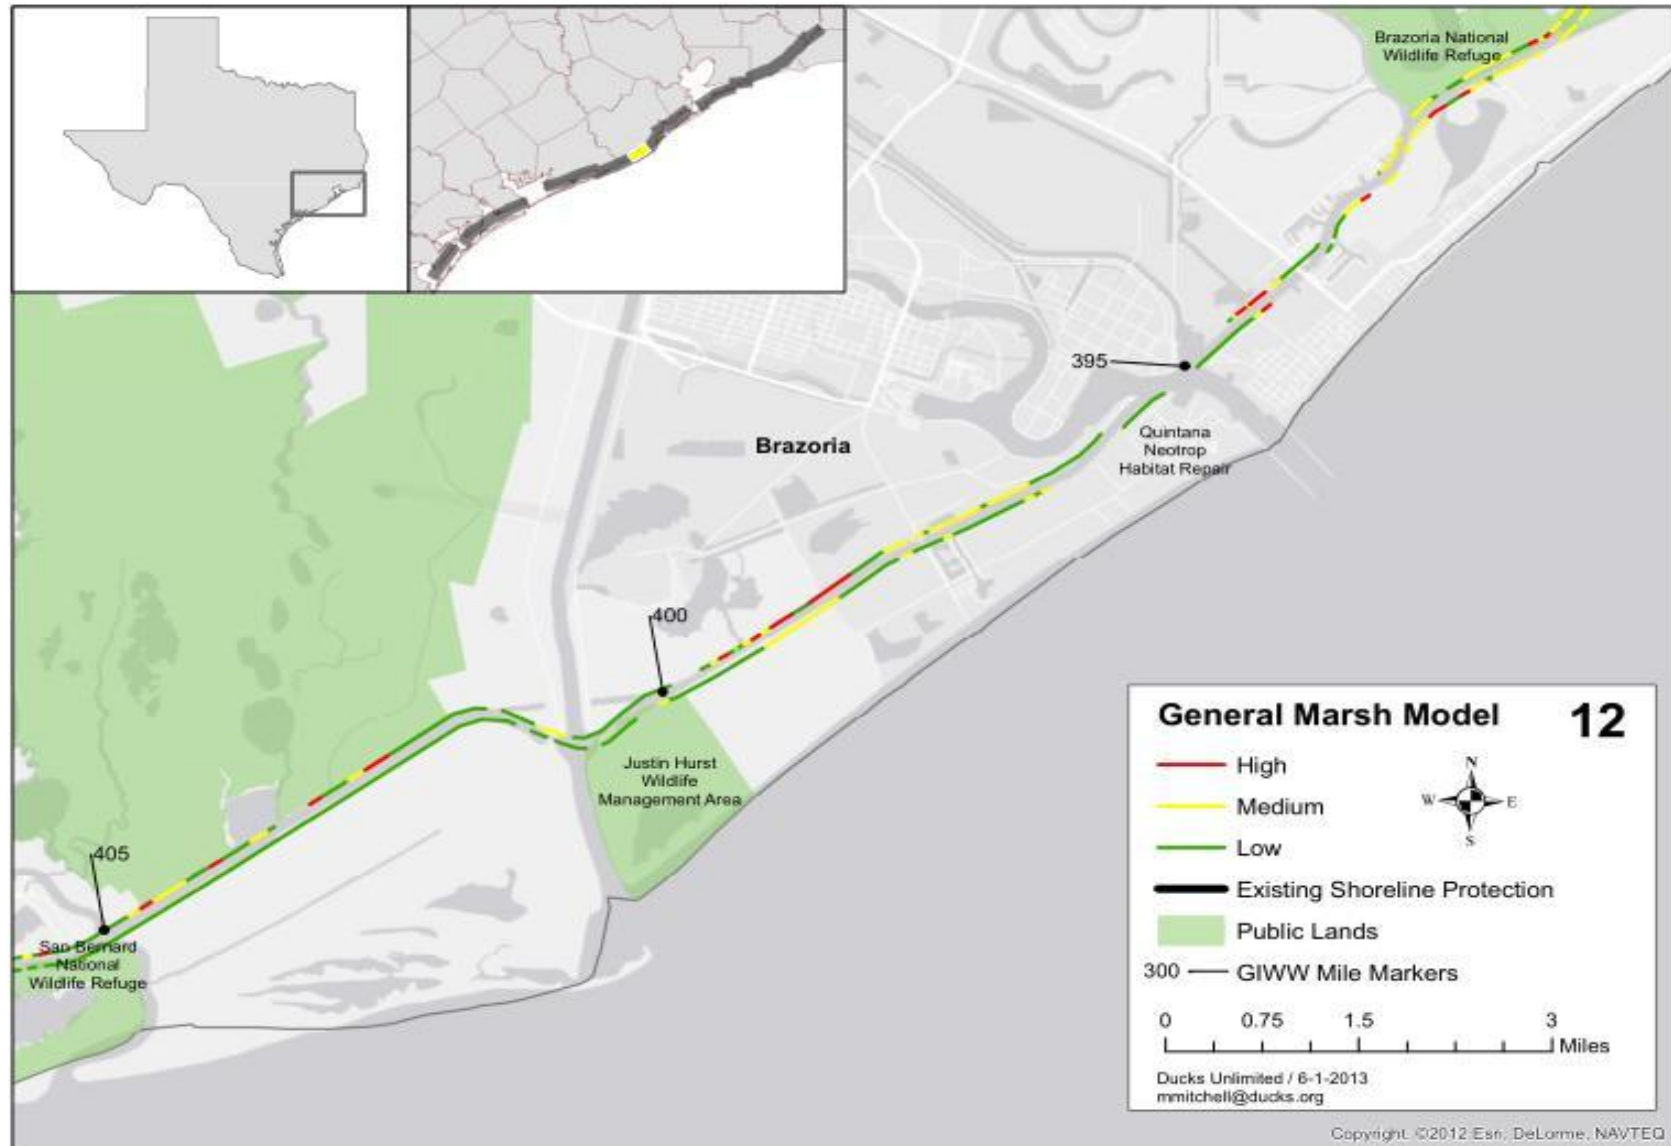 Brazoria National
Wildlife Refuge
395
Brazoria
Quintana
Neotrop
Habitat Repair
400
Justin Hurst
Wildlife
Management Area
405
San Bernard
National
Wildlife Refuge
General Marsh Model 12
High
Medium
Low
Existing Shoreline Protection
Public Lands
300 GIWW Mile Markers
N
W E
S
0 0.75 1.5 3
Miles
Ducks Unlimited / 6-1-2013
mmitchell@ducks.org
Copyright: ©2012 Esri, DeLorme, NAVTEQ